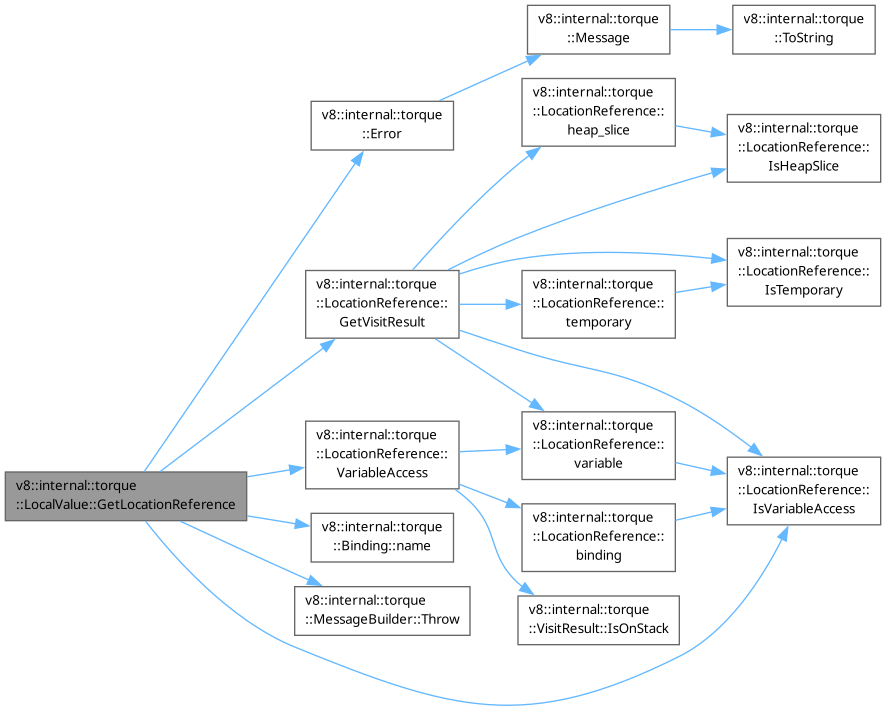 v8::internal::torque
::LocalValue::GetLocationReference
v8::internal::torque
::Error
v8::internal::torque
::Message
v8::internal::torque
::ToString
v8::internal::torque
::LocationReference::
GetVisitResult
v8::internal::torque
::LocationReference::
heap_slice
v8::internal::torque
::LocationReference::
IsHeapSlice
v8::internal::torque
::LocationReference::
temporary
v8::internal::torque
::LocationReference::
IsTemporary
v8::internal::torque
::LocationReference::
VariableAccess
v8::internal::torque
::LocationReference::
variable
v8::internal::torque
::LocationReference::
IsVariableAccess
v8::internal::torque
::LocationReference::
binding
v8::internal::torque
::VisitResult::IsOnStack
v8::internal::torque
::Binding::name
v8::internal::torque
::MessageBuilder::Throw